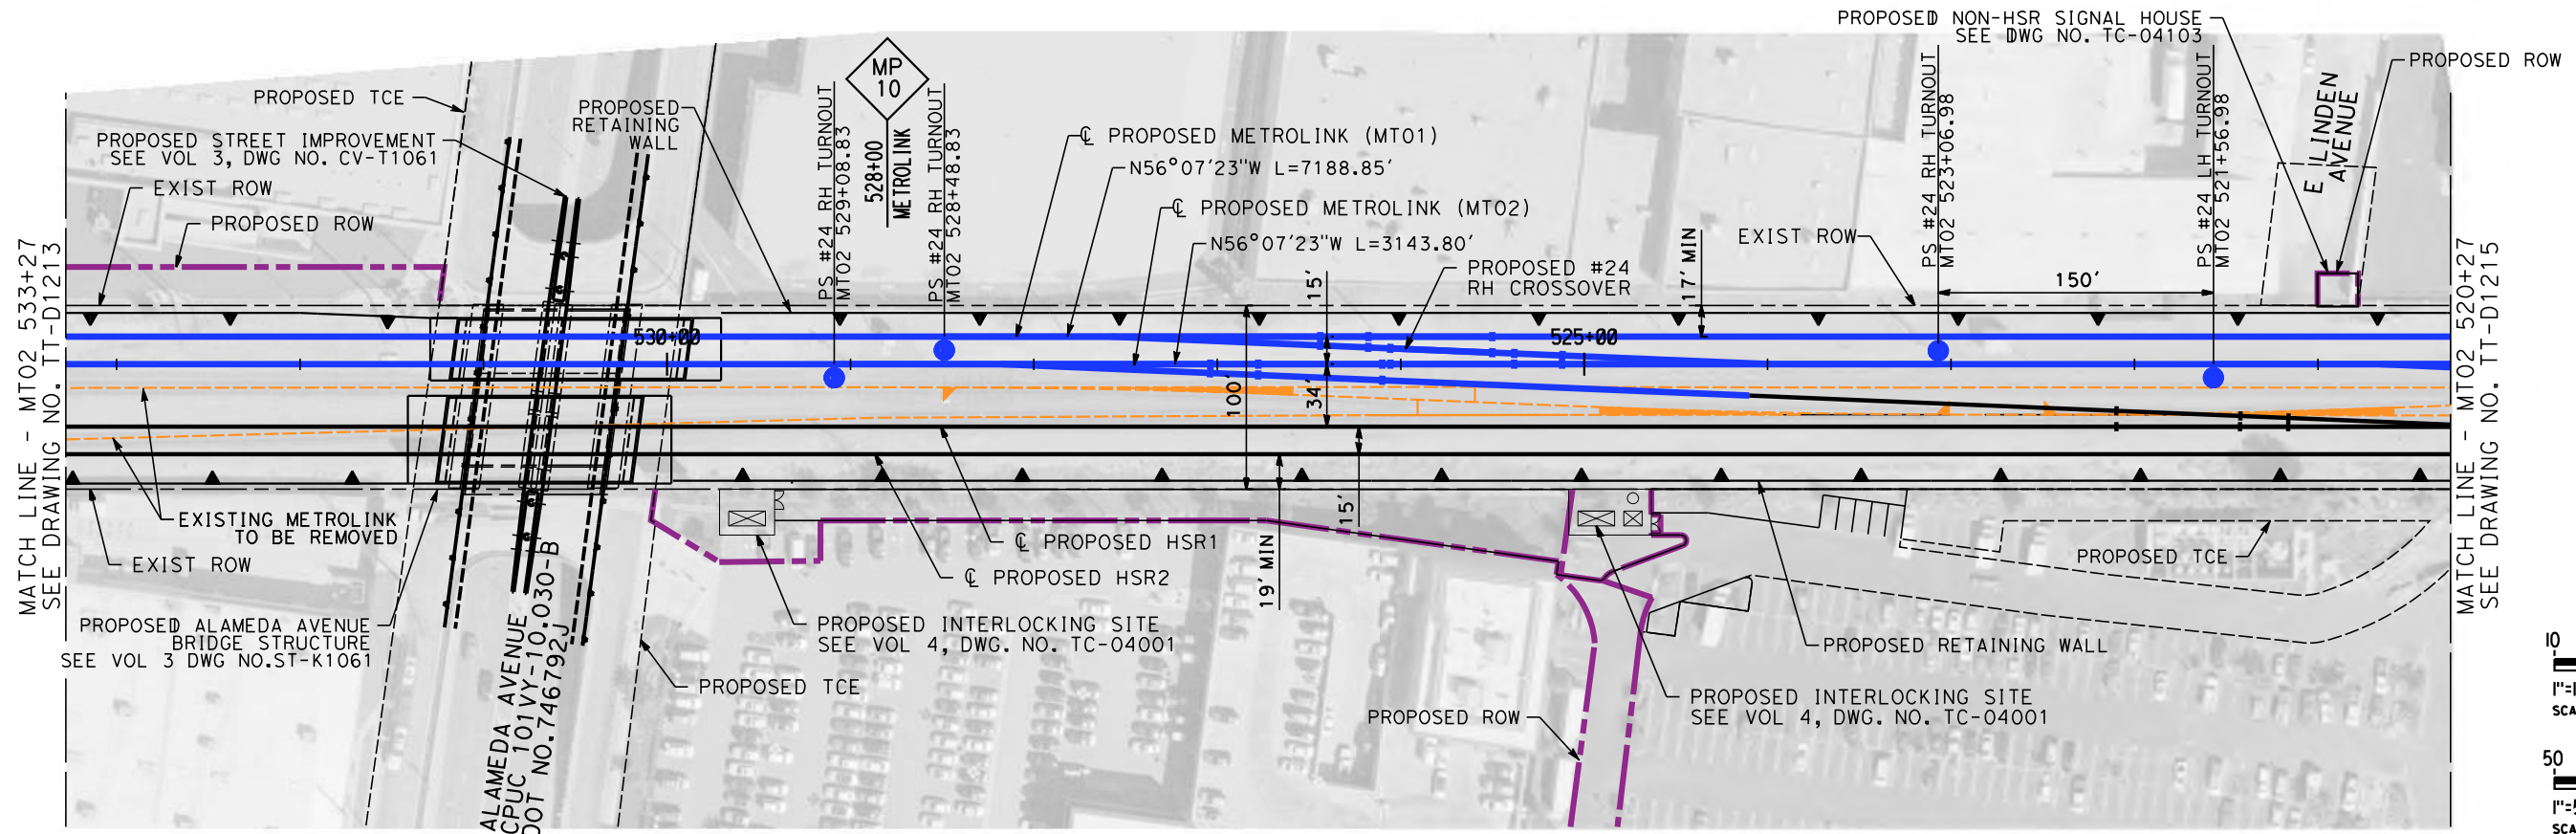 PROPOSED NON-HSR SIGNAL HOUSE
SEE DWG NO. TC-04103
PROPOSED ROW
E LINDEN
AVENUE
PROPOSED TCE
PROPOSED STREET IMPROVEMENT
SEE VOL 3, DWG NO. CV-T1061
EXIST ROW
PROPOSED ROW
PROPOSED
RETAINING
WALL
PS #24 RH TURNOUT
MT02 529+08.83
MP
10
528+00
METROLINK
PS #24 RH TURNOUT
MT02 528+48.83
℄ PROPOSED METROLINK (MT01)
N56°07'23"W L=7188.85'
℄ PROPOSED METROLINK (MT02)
N56°07'23"W L=3143.80'
PROPOSED #24
RH CROSSOVER
15'
17' MIN
EXIST ROW
PS #24 RH TURNOUT
MT02 523+06.98
150'
PS #24 LH TURNOUT
MT02 521+56.98
MATCH LINE - MT02 533+27
SEE DRAWING NO. TT-D1213
MATCH LINE - MT02 520+27
SEE DRAWING NO. TT-D1215
530+00
525+00
100'
34'
15'
19' MIN
EXISTING METROLINK
TO BE REMOVED
EXIST ROW
℄ PROPOSED HSR1
℄ PROPOSED HSR2
PROPOSED TCE
PROPOSED ALAMEDA AVENUE
BRIDGE STRUCTURE
SEE VOL 3 DWG NO.ST-K1061
ALAMEDA AVENUE
CPUC 101VY-10.030-B
DOT NO.746792J
PROPOSED INTERLOCKING SITE
SEE VOL 4, DWG. NO. TC-04001
PROPOSED TCE
PROPOSED RETAINING WALL
PROPOSED INTERLOCKING SITE
SEE VOL 4, DWG. NO. TC-04001
PROPOSED ROW
10
1"=1
SCA
50
1"=5
SCA